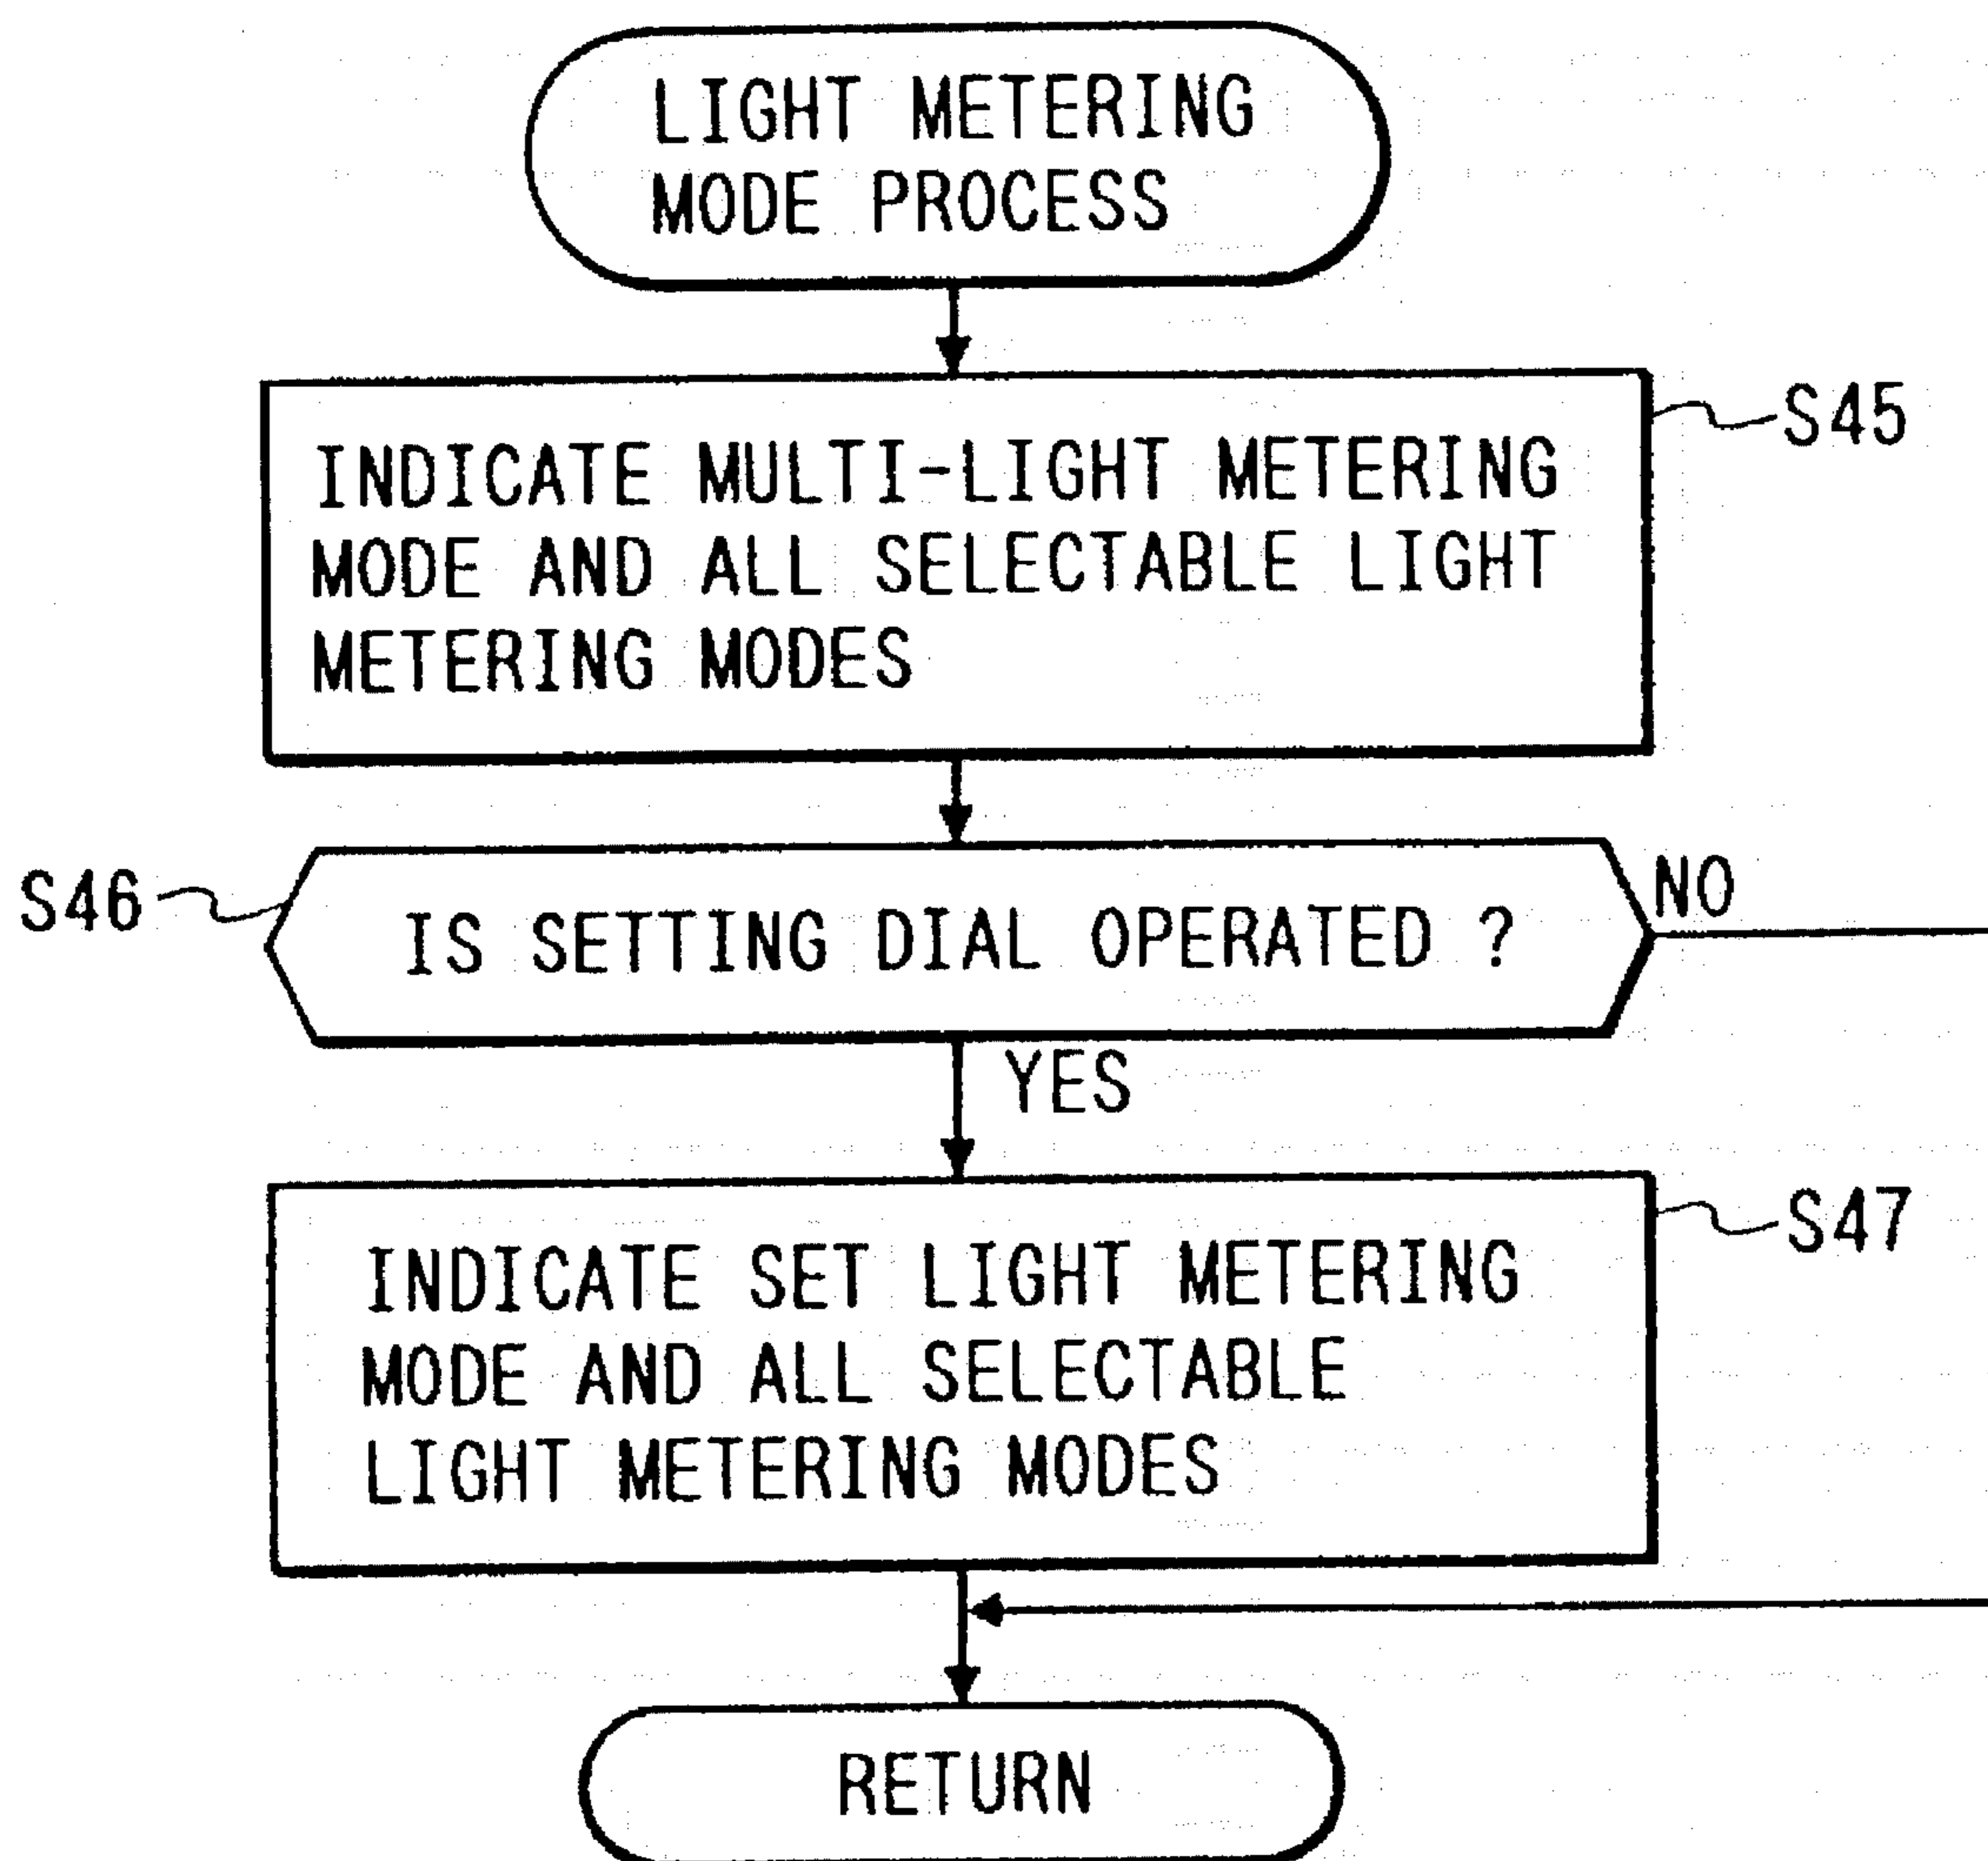 LIGHT METERING
MODE PROCESS
S45
INDICATE MULTI-LIGHT METERING
MODE AND ALL SELECTABLE LIGHT
METERING MODES
S46
IS SETTING DIAL OPERATED ?
NO
YES
S47
INDICATE SET LIGHT METERING
MODE AND ALL SELECTABLE
LIGHT METERING MODES
RETURN